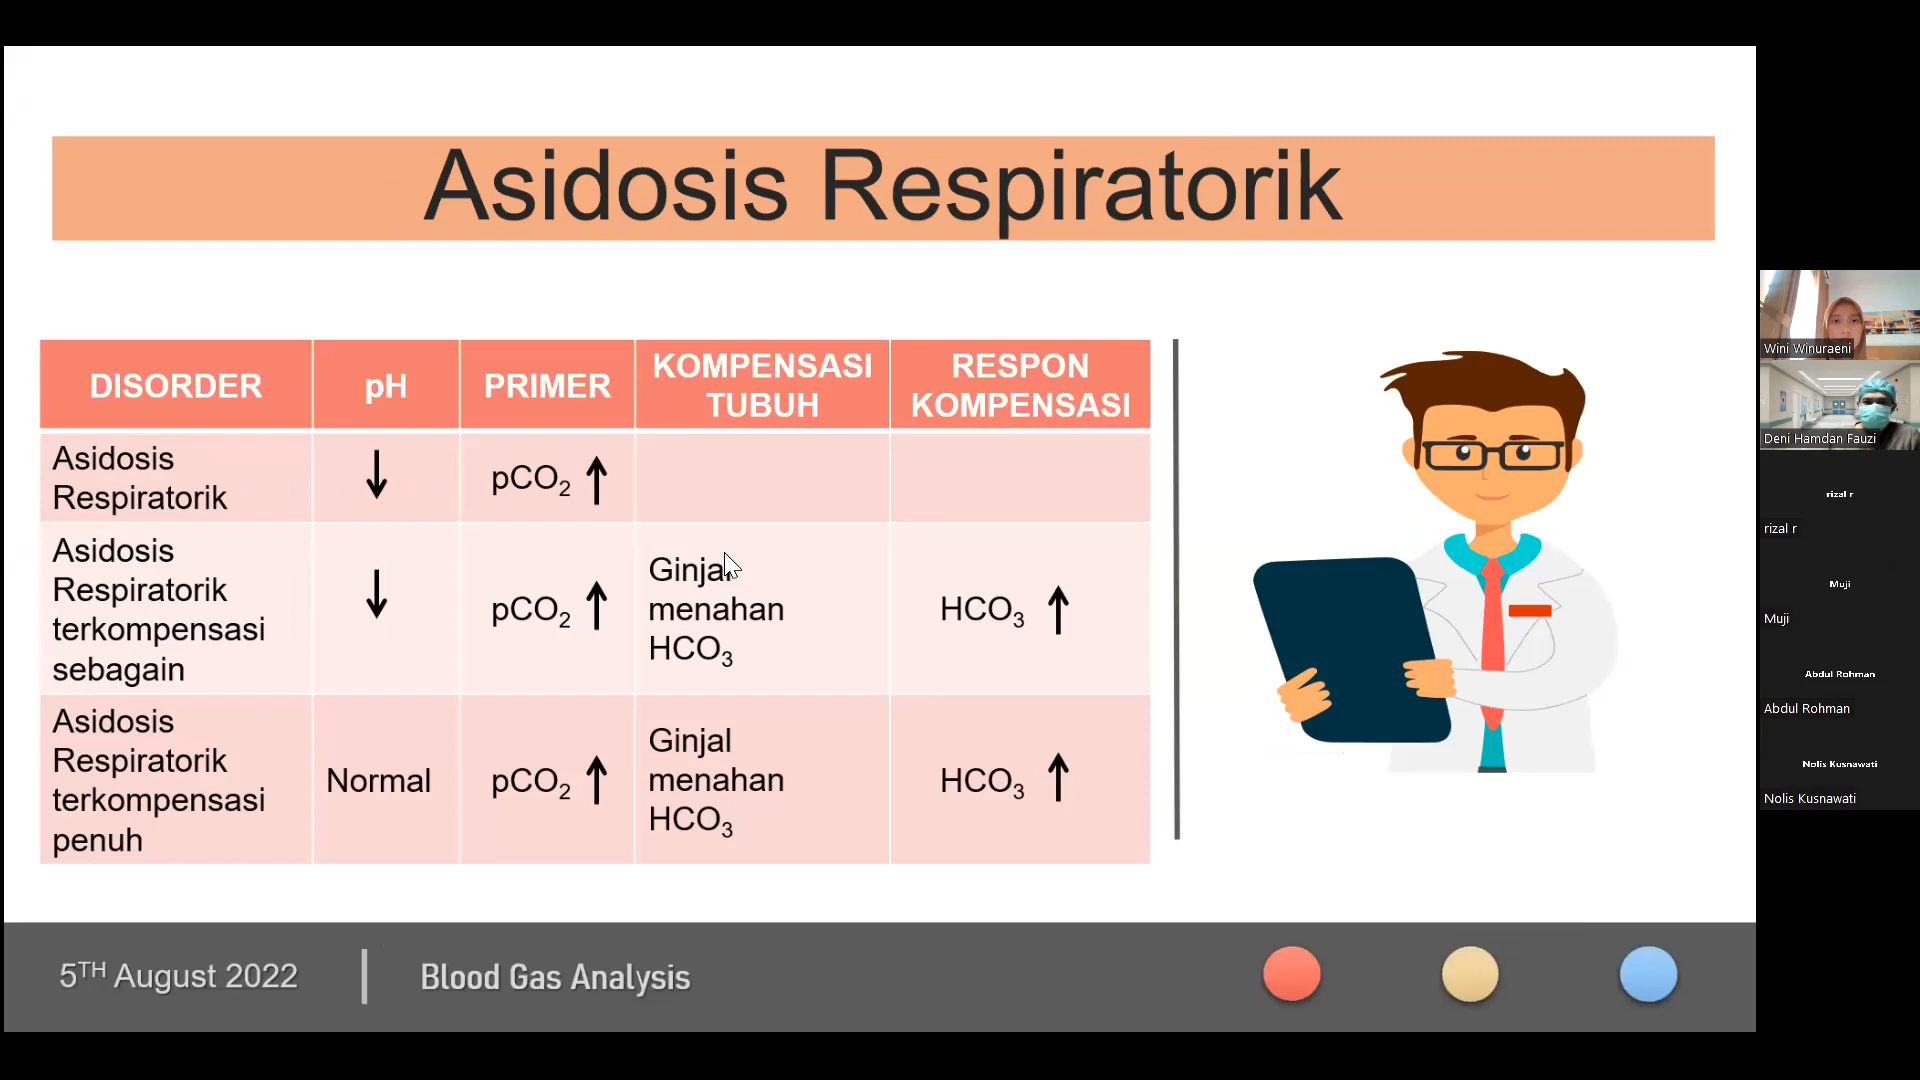 Asidosis Respiratorik
DISORDER
pH
PRIMER
KOMPENSASI
TUBUH
RESPON
KOMPENSASI
Asidosis
Respiratorik
↓
pCO₂ ↑
Asidosis
Respiratorik
terkompensasi
sebagain
↓
pCO₂ ↑
Ginjal
menahan
HCO₃
HCO₃ ↑
Asidosis
Respiratorik
terkompensasi
penuh
Normal
pCO₂ ↑
Ginjal
menahan
HCO₃
HCO₃ ↑
5TH August 2022
Blood Gas Analysis
Wini Winuraeni
Deni Hamdan Fauzi
rizal r
rizal r
Muji
Muji
Abdul Rohman
Abdul Rohman
Nolis Kusnawati
Nolis Kusnawati